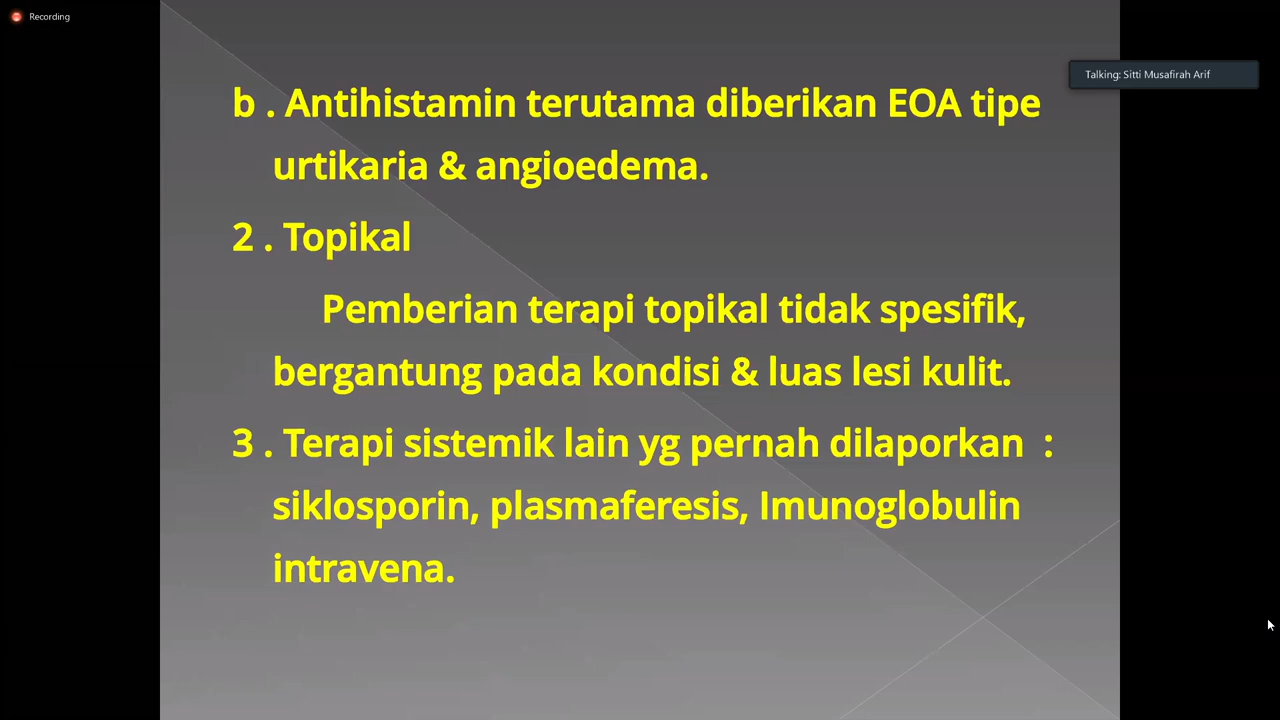 Recording
Talking: Sitti Musafirah Arif
b . Antihistamin terutama diberikan EOA tipe
urtikaria & angioedema.
2 . Topikal
Pemberian terapi topikal tidak spesifik,
bergantung pada kondisi & luas lesi kulit.
3 . Terapi sistemik lain yg pernah dilaporkan :
siklosporin, plasmaferesis, Imunoglobulin
intravena.